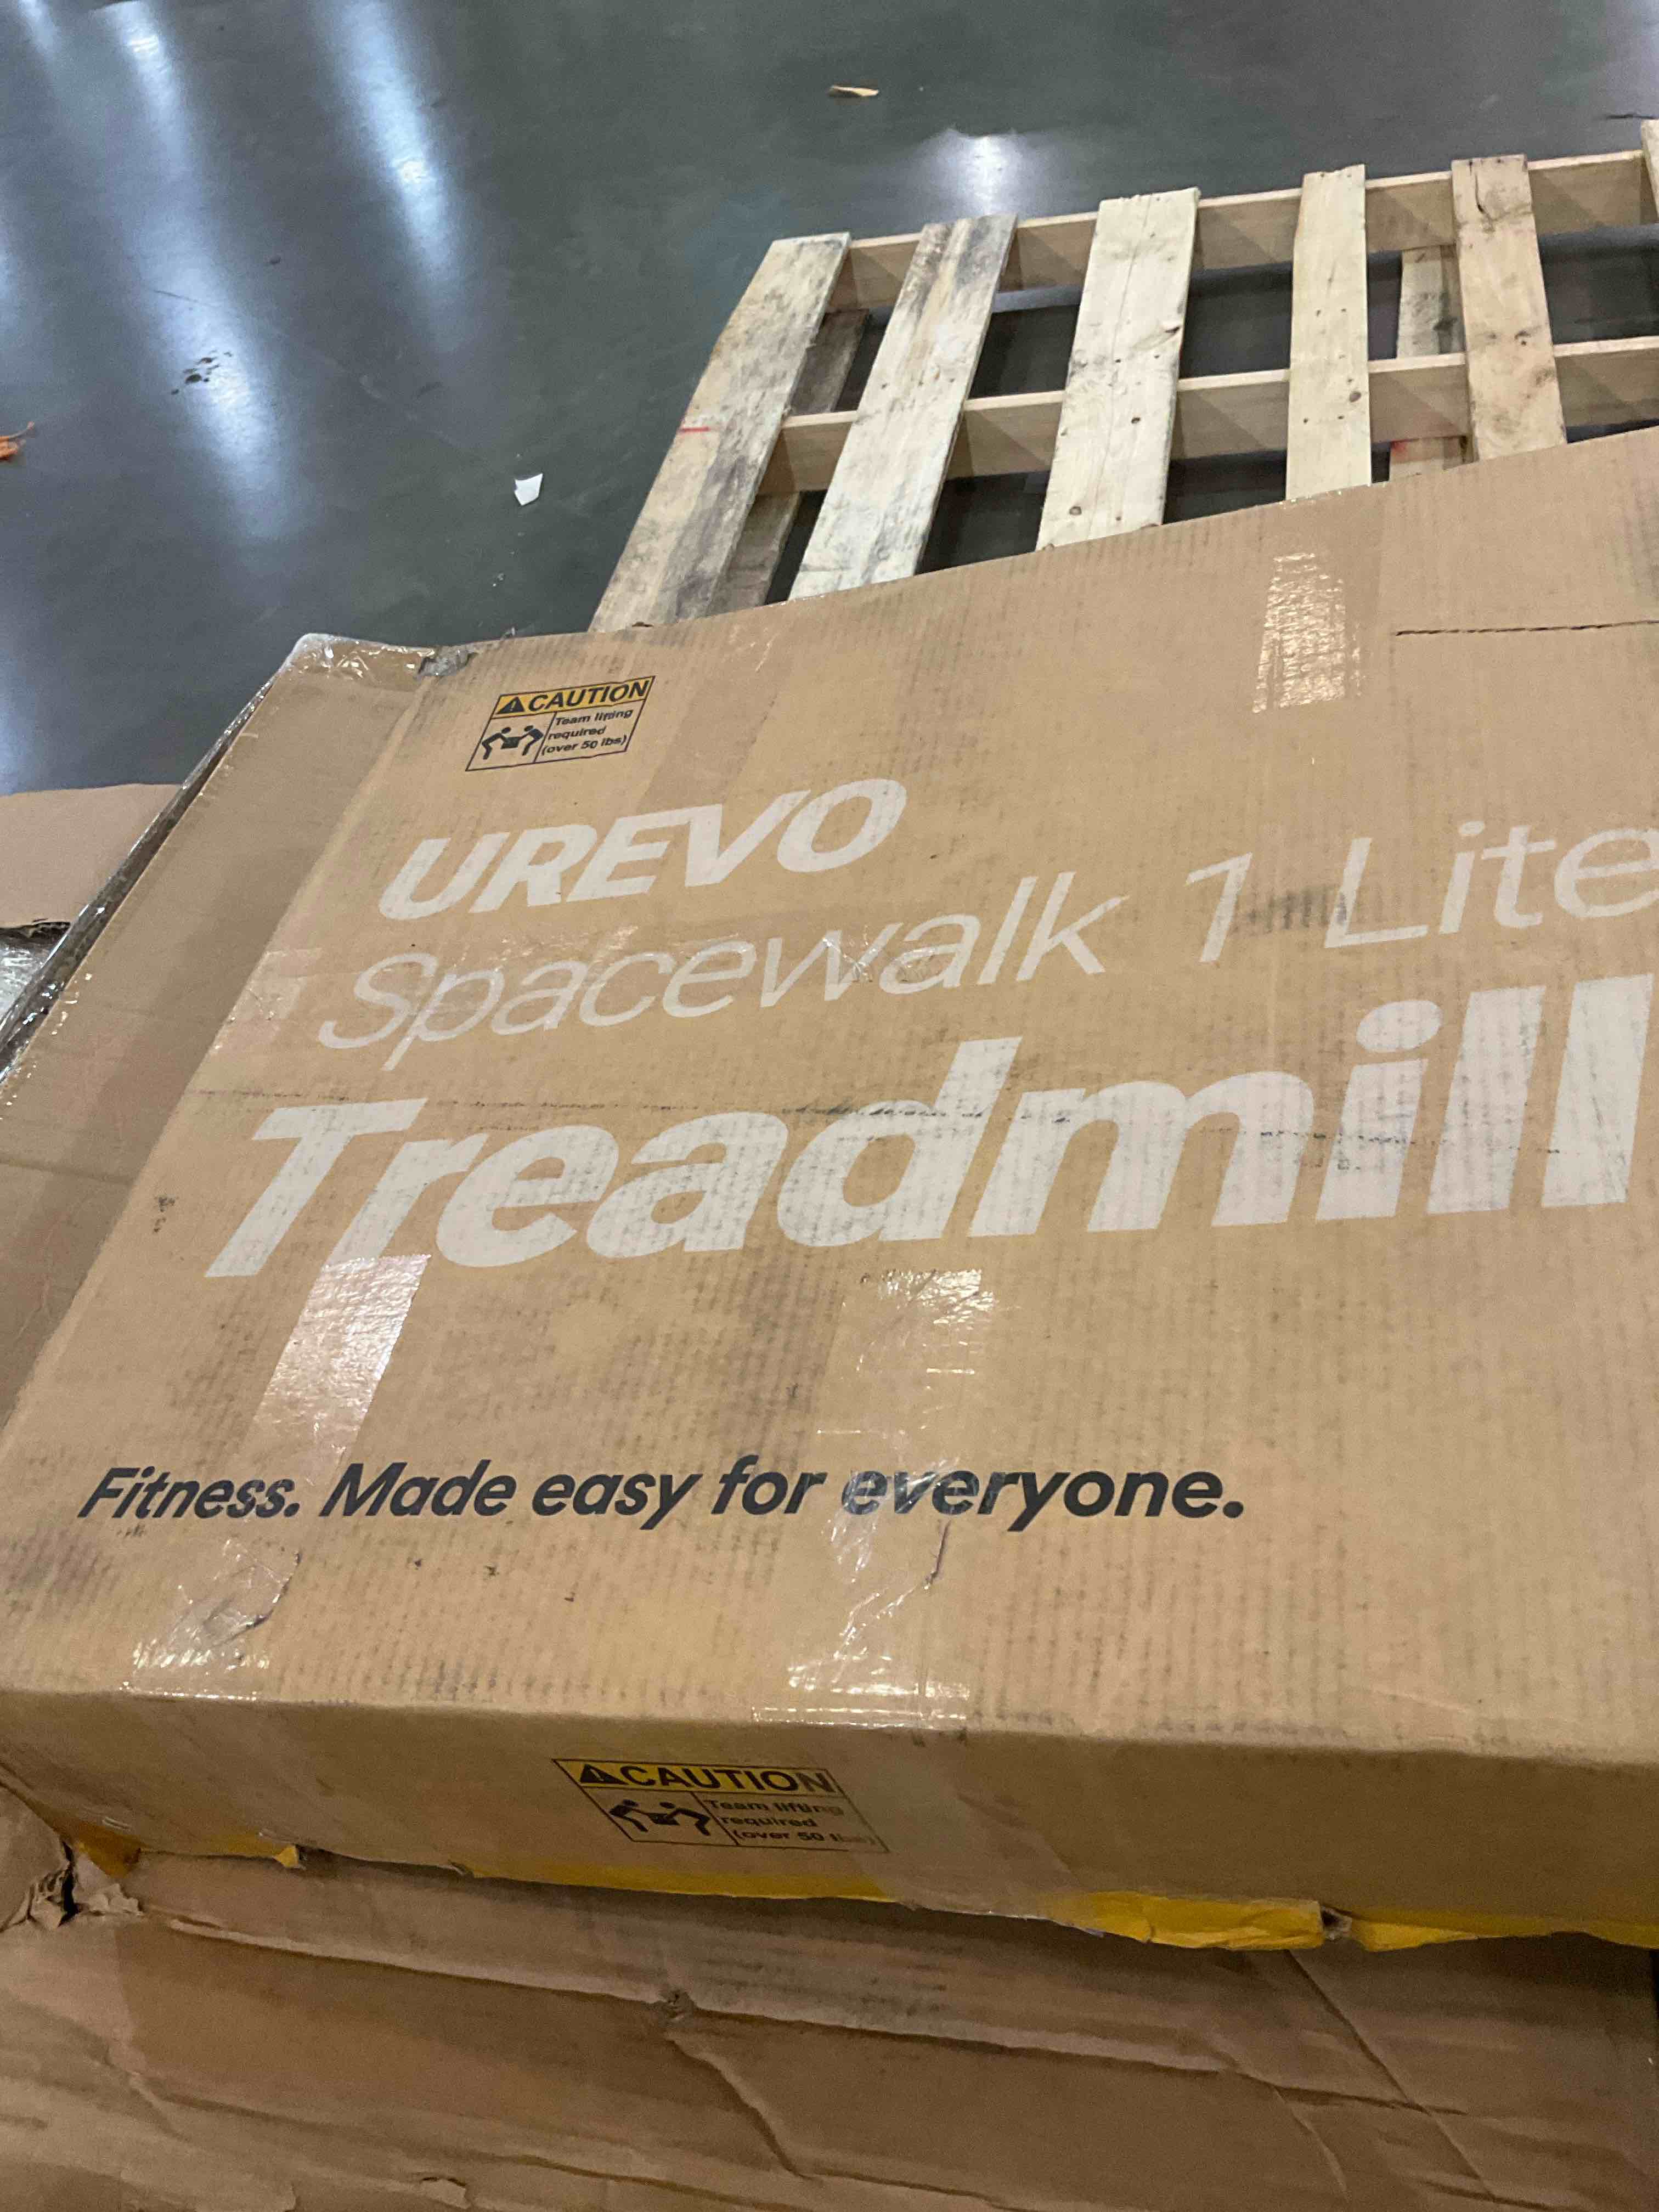 CAUTION
Team lifting
required
(over 50 lbs)
UREVO
Spacewalk 1 Lite
Treadmill
Fitness. Made easy for everyone.
CAUTION
Team lifting
required
(over 50 lbs)